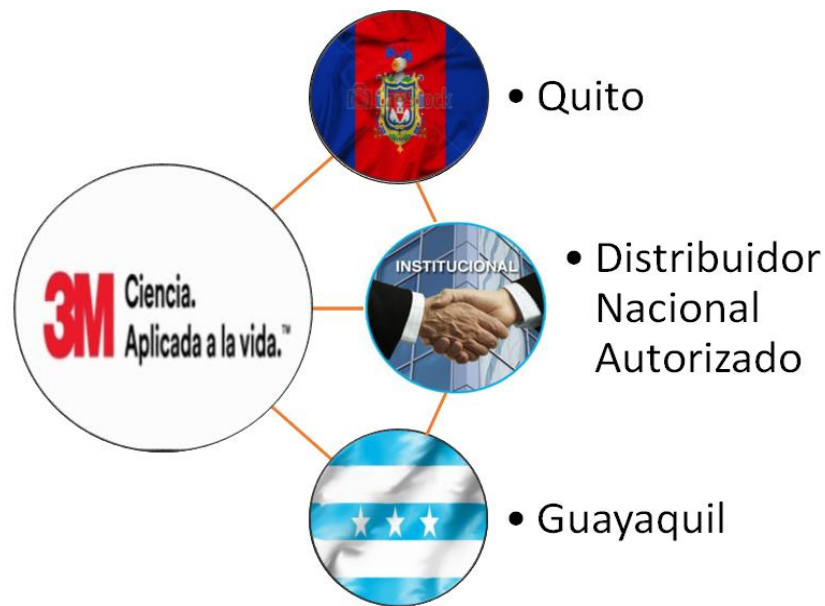 • Quito
3M Ciencia.
Aplicada a la vida.™
INSTITUCIONAL
• Distribuidor
Nacional
Autorizado
• Guayaquil